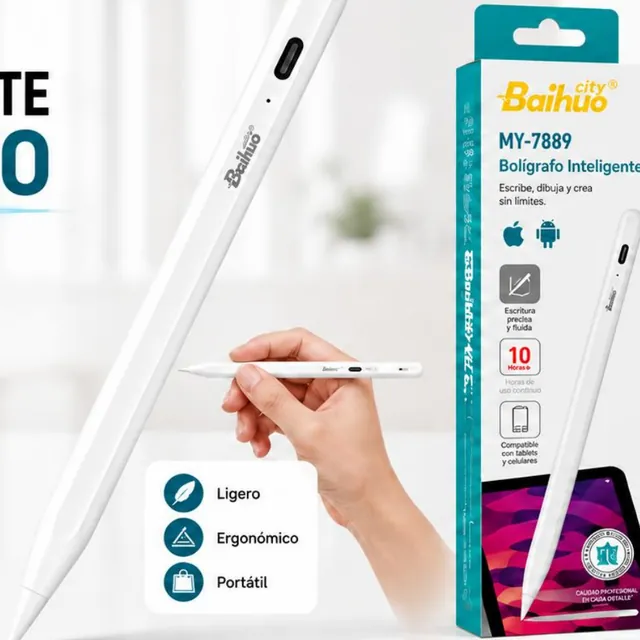 TE
O
Baihuo
Baihuo
Ligero
Ergonómico
Portátil
Baihuo city®
MY-7889
Bolígrafo Inteligente
Escribe, dibuja y crea
sin límites.
Escritura
precisa
y fluida
10
Horas
Horas de
uso continuo
Compatible
con tablets
y celulares
CALIDAD PROFESIONAL
EN CADA DETALLE